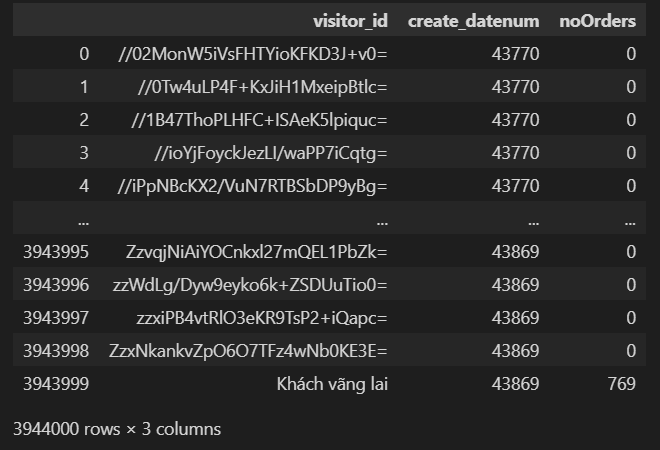 visitor_id create_datenum noOrders
0 //02MonW5iVsFHTYioKFKD3J+v0= 43770 0
1 //0Tw4uLP4F+KxJiH1MxeipBtlc= 43770 0
2 //1B47ThoPLHFC+ISAeK5lpiquc= 43770 0
3 //ioYjFoyckJezLI/waPP7iCqtg= 43770 0
4 //iPpNBcKX2/VuN7RTBSbDP9yBg= 43770 0
... ... ... ...
3943995 ZzvqjNiAiYOCnkxl27mQEL1PbZk= 43869 0
3943996 zzWdLg/Dyw9eyko6k+ZSDUuTio0= 43869 0
3943997 zzxiPB4vtRlO3eKR9TsP2+iQapc= 43869 0
3943998 ZzxNkankvZpO6O7TFz4wNb0KE3E= 43869 0
3943999 Khách vãng lai 43869 769
3944000 rows × 3 columns